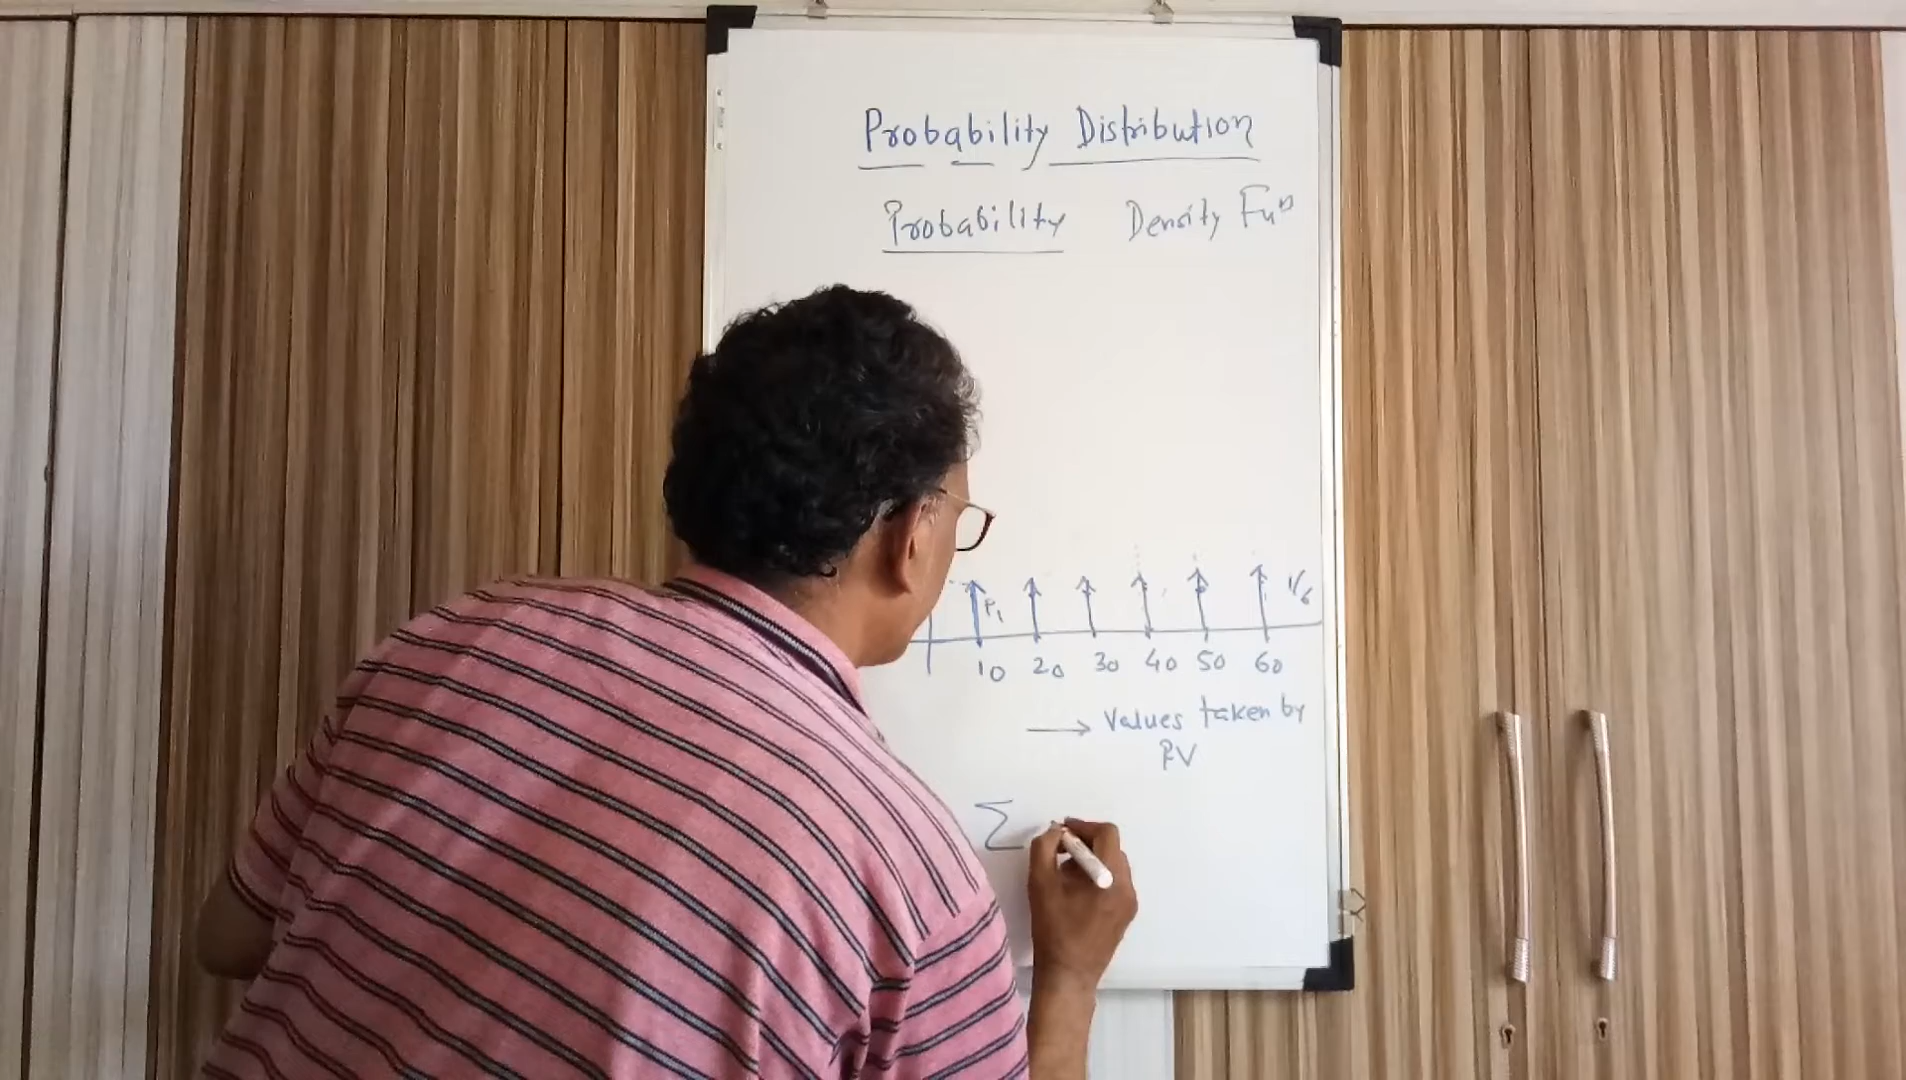 Probability Distribution
Probability Density Fuⁿ
P₁ 1/6
10 20 30 40 50 60
→ Values taken by
RV
Σ